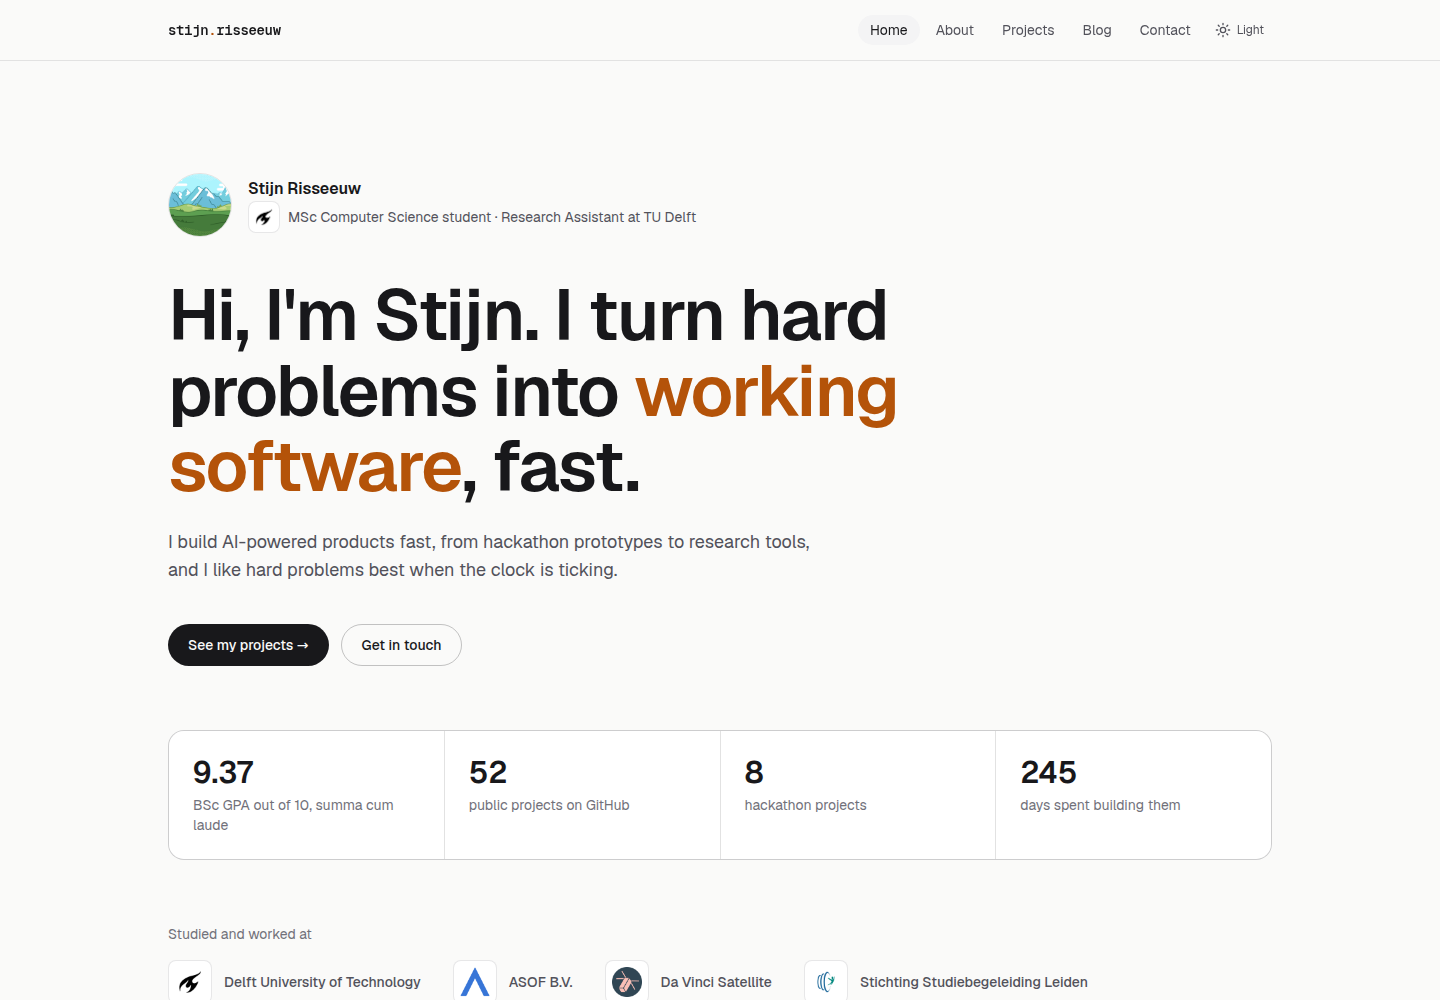 stijn.risseeuw
Home About Projects Blog Contact Light
Stijn Risseeuw
MSc Computer Science student · Research Assistant at TU Delft
Hi, I'm Stijn. I turn hard
problems into working
software, fast.
I build AI-powered products fast, from hackathon prototypes to research tools,
and I like hard problems best when the clock is ticking.
See my projects →
Get in touch
9.37
BSc GPA out of 10, summa cum
laude
52
public projects on GitHub
8
hackathon projects
245
days spent building them
Studied and worked at
Delft University of Technology
ASOF B.V.
Da Vinci Satellite
Stichting Studiebegeleiding Leiden